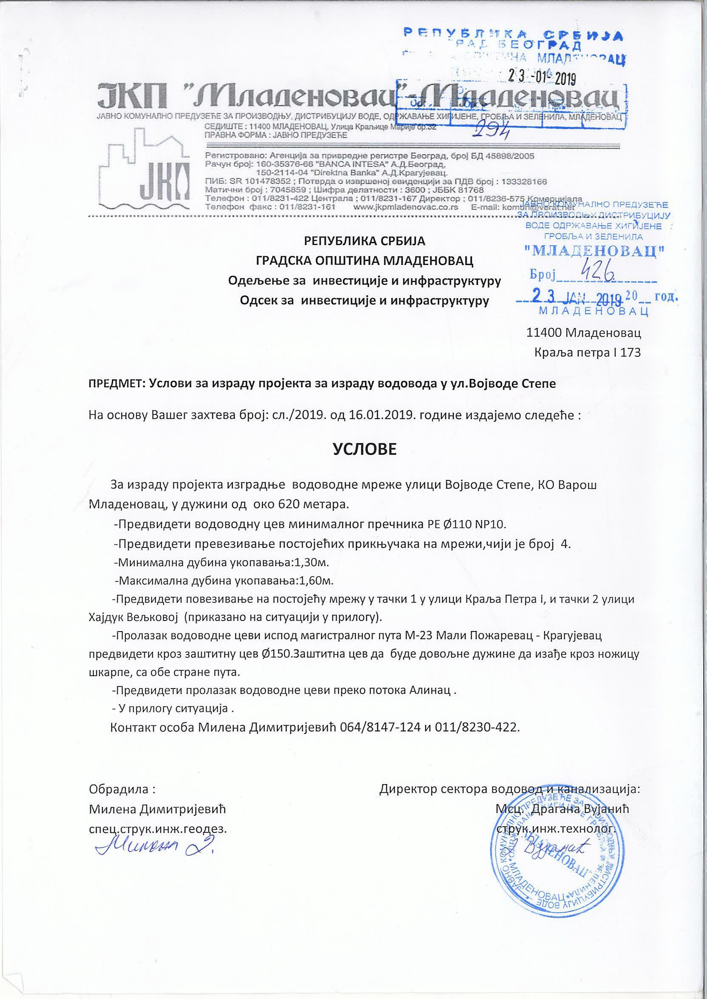 РЕПУБЛИКА СРБИЈА
ГРАД БЕОГРАД
ОПШТИНА МЛАДЕНОВАЦ
23 -01- 2019
ЈКП "Младеновац"-Младеновац
ЈАВНО КОМУНАЛНО ПРЕДУЗЕЋЕ ЗА ПРОИЗВОДЊУ, ДИСТРИБУЦИЈУ ВОДЕ, ОДРЖАВАЊЕ ХИГИЈЕНЕ, ГРОБЉА И ЗЕЛЕНИЛА, МЛАДЕНОВАЦ
СЕДИШТЕ : 11400 МЛАДЕНОВАЦ, Улица Краљице Марије бр.32
294
ПРАВНА ФОРМА : ЈАВНО ПРЕДУЗЕЋЕ
ЈКП
Регистровано: Агенција за привредне регистре Београд, број БД 45898/2005
Рачун број: 160-35376-66 "BANCA INTESA" А.Д.Београд,
150-2114-04 "Direktna Banka" А.Д.Крагујевац.
ПИБ: SR 101478352 ; Потврда о извршеној евиденцији за ПДВ број : 133328166
Матични број : 7045859 ; Шифра делатности : 3600 ; ЈББК 81768
Телефон : 011/8231-422 Централа ; 011/8231-167 Директор ; 011/8236-575 Комерцијала
Телефон факс : 011/8231-161 www.jkpmladenovac.co.rs E-mail: komun@verat.net
ЈАВНО КОМУНАЛНО ПРЕДУЗЕЋЕ
ЗА ПРОИЗВОДЊУ ДИСТРИБУЦИЈУ
ВОДЕ ОДРЖАВАЊЕ ХИГИЈЕНЕ
ГРОБЉА И ЗЕЛЕНИЛА
"МЛАДЕНОВАЦ"
Број 426
23 ЈАН 2019 20__ год.
МЛАДЕНОВАЦ
РЕПУБЛИКА СРБИЈА
ГРАДСКА ОПШТИНА МЛАДЕНОВАЦ
Одељење за инвестиције и инфраструктуру
Одсек за инвестиције и инфраструктуру
11400 Младеновац
Краља петра I 173
ПРЕДМЕТ: Услови за израду пројекта за израду водовода у ул.Војводе Степе
На основу Вашег захтева број: сл./2019. од 16.01.2019. године издајемо следеће :
УСЛОВЕ
За израду пројекта изградње водоводне мреже улици Војводе Степе, КО Варош
Младеновац, у дужини од око 620 метара.
-Предвидети водоводну цев минималног пречника PE Ø110 NP10.
-Предвидети превезивање постојећих прикњучака на мрежи,чији је број 4.
-Минимална дубина укопавања:1,30м.
-Максимална дубина укопавања:1,60м.
-Предвидети повезивање на постојећу мрежу у тачки 1 у улици Краља Петра I, и тачки 2 улици
Хајдук Вељковој (приказано на ситуацији у прилогу).
-Пролазак водоводне цеви испод магистралног пута М-23 Мали Пожаревац - Крагујевац
предвидети кроз заштитну цев Ø150.Заштитна цев да буде довољне дужине да изађе кроз ножицу
шкарпе, са обе стране пута.
-Предвидети пролазак водоводне цеви преко потока Алинац .
- У прилогу ситуација .
Контакт особа Милена Димитријевић 064/8147-124 и 011/8230-422.
Обрадила :
Милена Димитријевић
спец.струк.инж.геодез.
Милена Д.
Директор сектора водовод и канализација:
Мсц. Драгана Вујанић
струк.инж.технолог.
Вујанић
ЈАВНО КОМУНАЛНО ПРЕДУЗЕЋЕ ЗА ПРОИЗВОДЊУ ДИСТРИБУЦИЈУ ВОДЕ
ОДРЖАВАЊЕ ХИГИЈЕНЕ ГРОБЉА И ЗЕЛЕНИЛА*МЛАДЕНОВАЦ*
"МЛАДЕНОВАЦ"